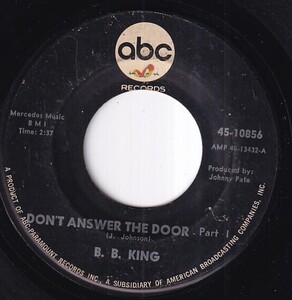 abc
RECORDS
Mercedes Music
B M I
Time: 2:37
45-10856
AMP 45-13432-A
Produced by:
Johnny Pate
DON'T ANSWER THE DOOR - Part I
(J. Johnson)
B. B. KING
A PRODUCT OF ABC-PARAMOUNT RECORDS INC., A SUBSIDIARY OF AMERICAN BROADCASTING COMPANIES, INC.